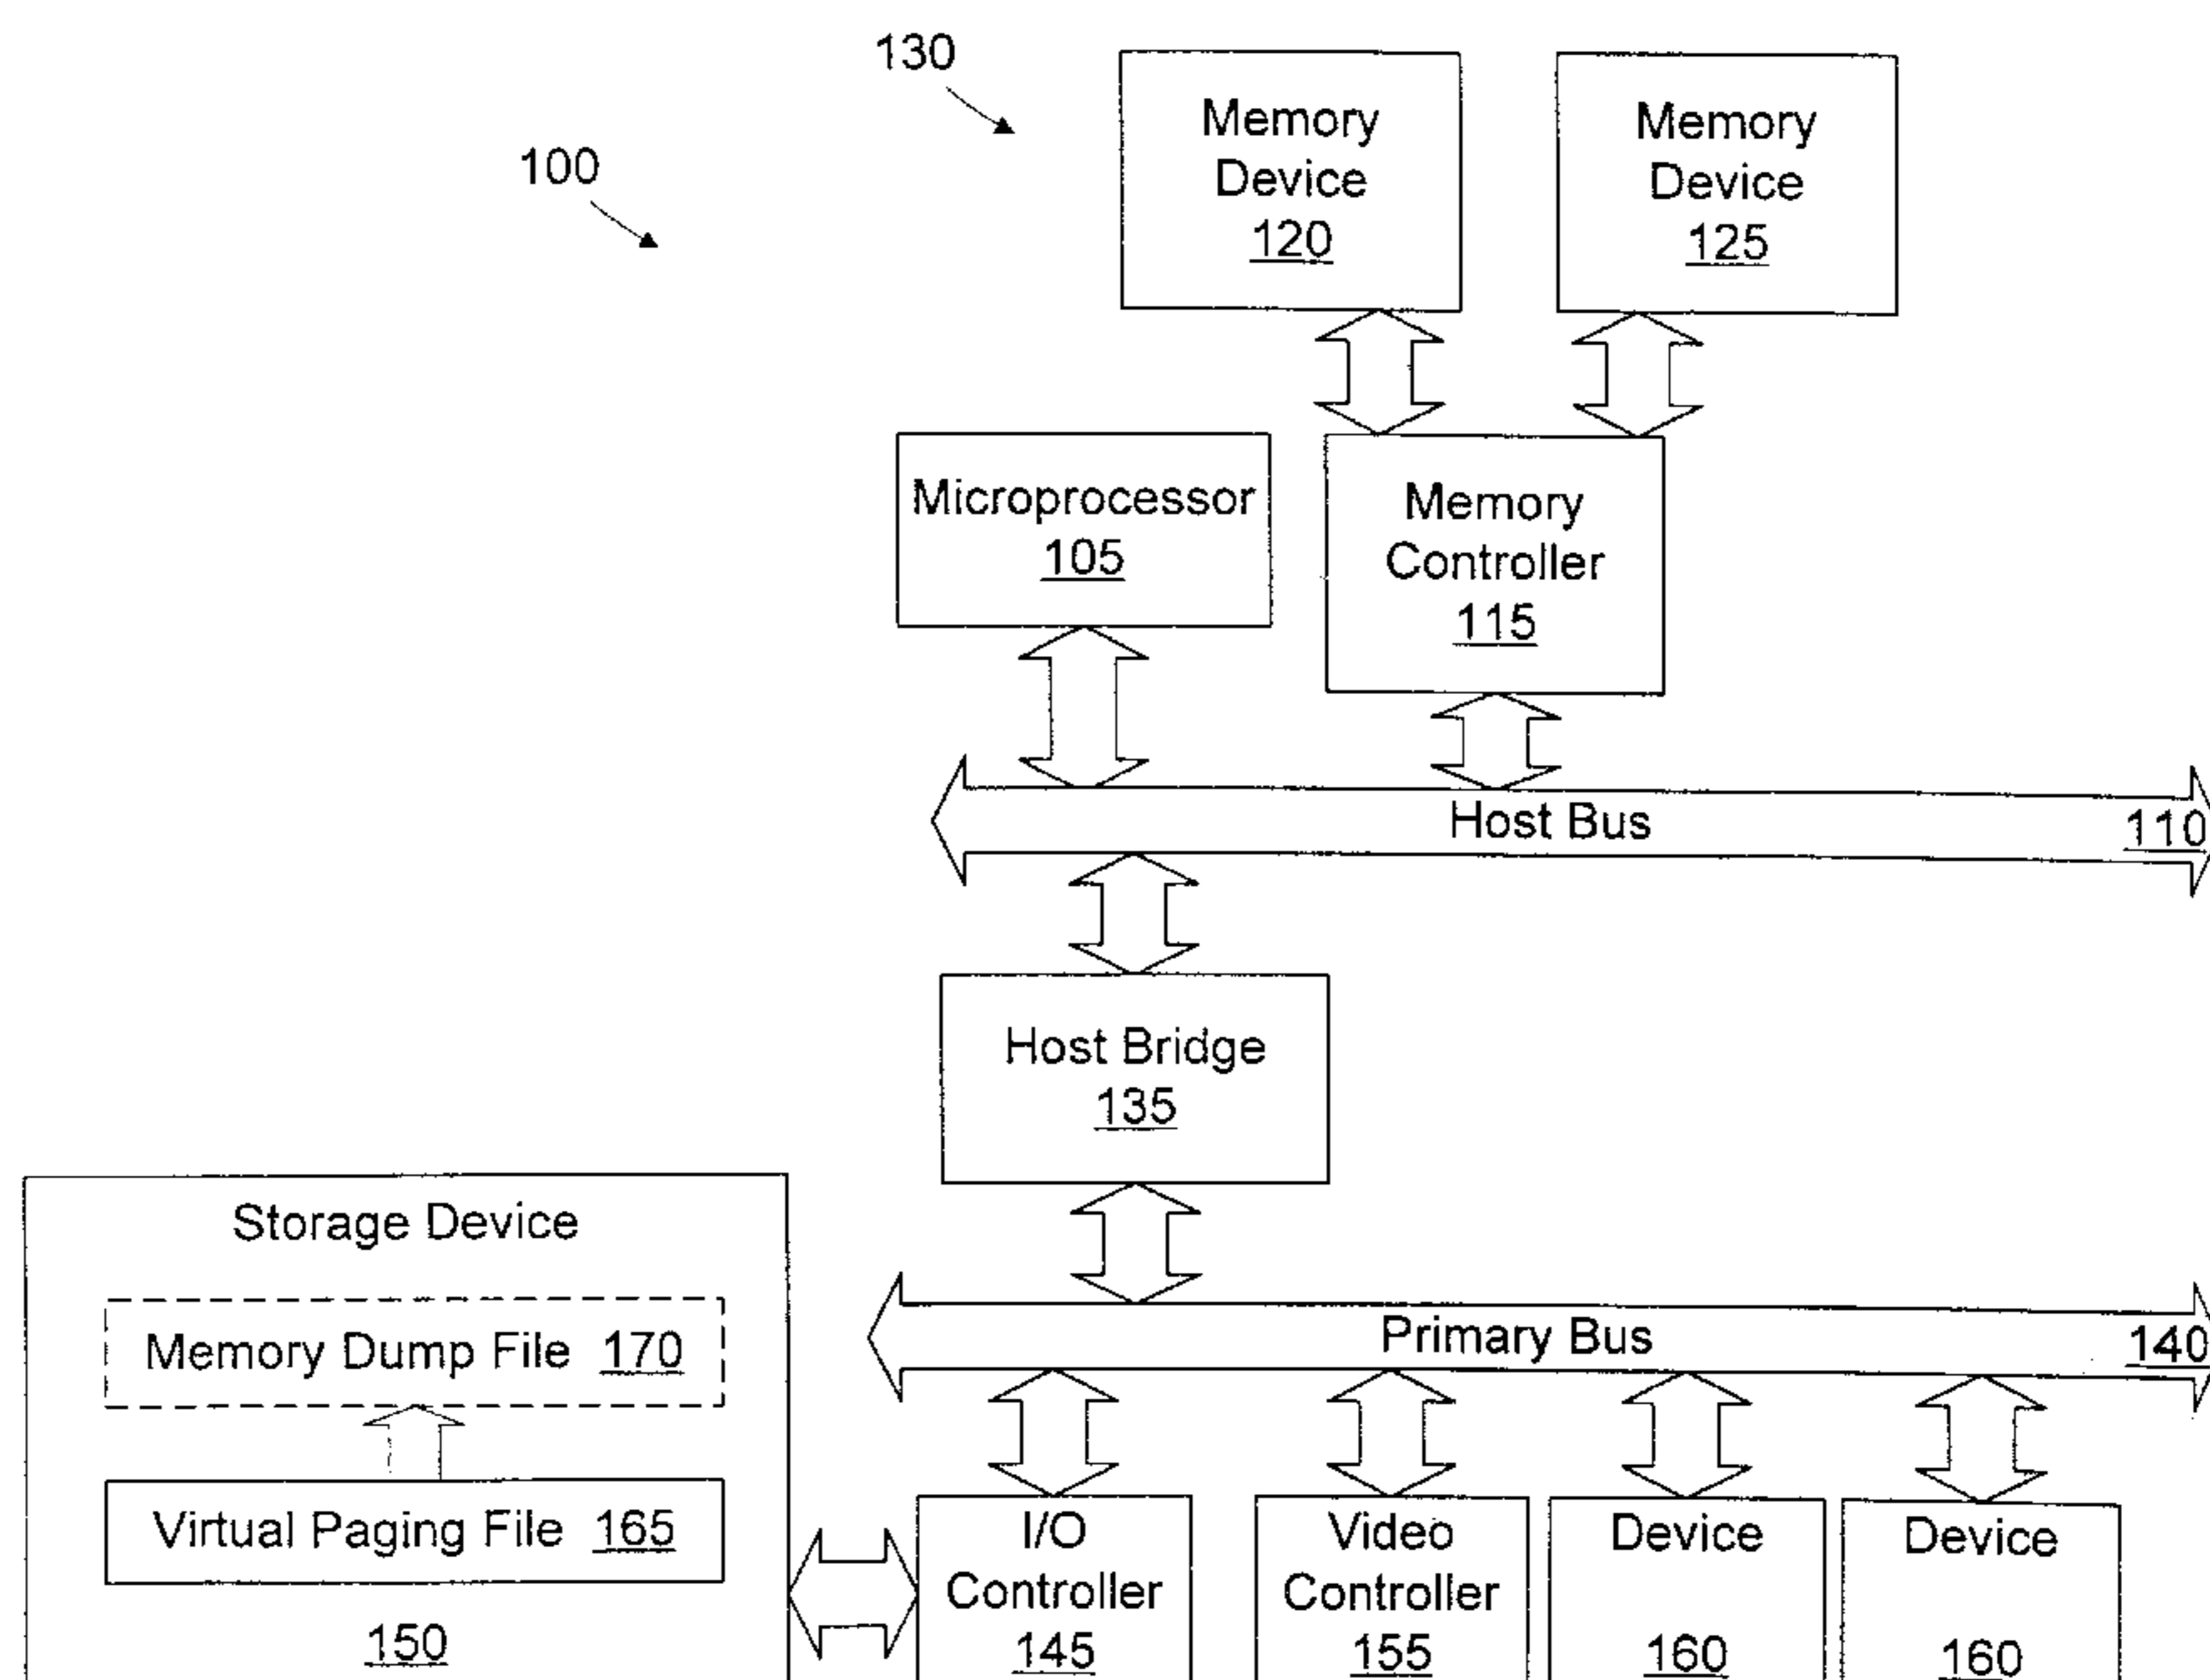 130
100
Memory
Device
120
Memory
Device
125
Microprocessor
105
Memory
Controller
115
Host Bus 110
Host Bridge
135
Storage Device
Memory Dump File 170
Virtual Paging File 165
150
Primary Bus 140
I/O
Controller
145
Video
Controller
155
Device
160
Device
160